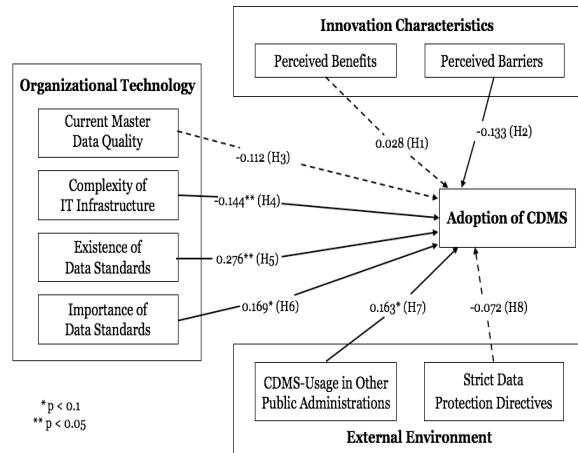 Innovation Characteristics
Perceived Benefits
Perceived Barriers
Organizational Technology
Current Master
Data Quality
Complexity of
IT Infrastructure
Existence of
Data Standards
Importance of
Data Standards
0.028 (H1)
-0.133 (H2)
-0.112 (H3)
-0.144** (H4)
0.276** (H5)
0.169* (H6)
0.163* (H7)
-0.072 (H8)
Adoption of CDMS
CDMS-Usage in Other
Public Administrations
Strict Data
Protection Directives
External Environment
* p < 0.1
** p < 0.05